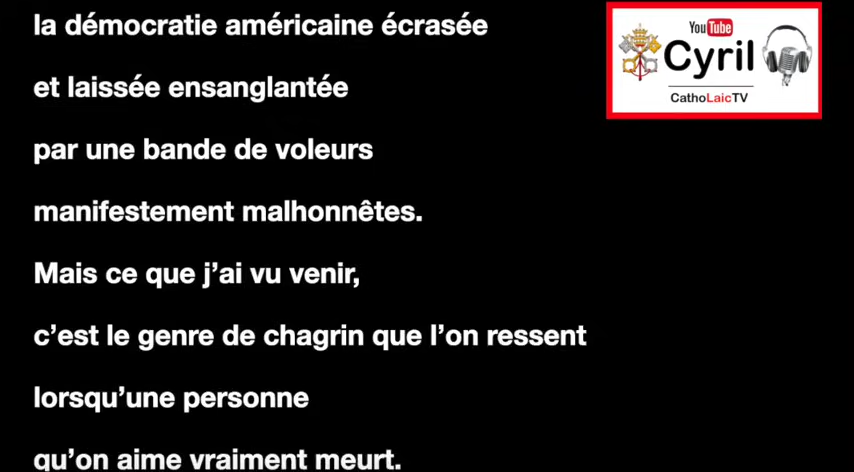 la démocratie américaine écrasée
et laissée ensanglantée
par une bande de voleurs
manifestement malhonnêtes.
Mais ce que j’ai vu venir,
c’est le genre de chagrin que l’on ressent
lorsqu’une personne
qu’on aime vraiment meurt.
YouTube
Cyril
CathoLaicTV